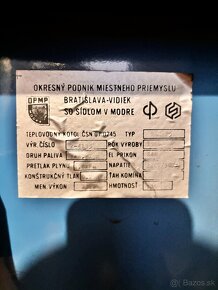 OKRESNÝ PODNIK MIESTNEHO PRIEMYSLU
OPMP BRATISLAVA-VIDIEK
SO SÍDLOM V MODRE
TEPLOVODNÝ KOTOL ČSN 07 0245 TYP
VÝR. ČÍSLO ROK VÝROBY
DRUH PALIVA EL. PRÍKON
PRETLAK PLYNU NAPÄTIE
KONŠTRUKČNÝ TLAK ŤAH KOMÍNA
MEN. VÝKON HMOTNOSŤ
bazos.sk